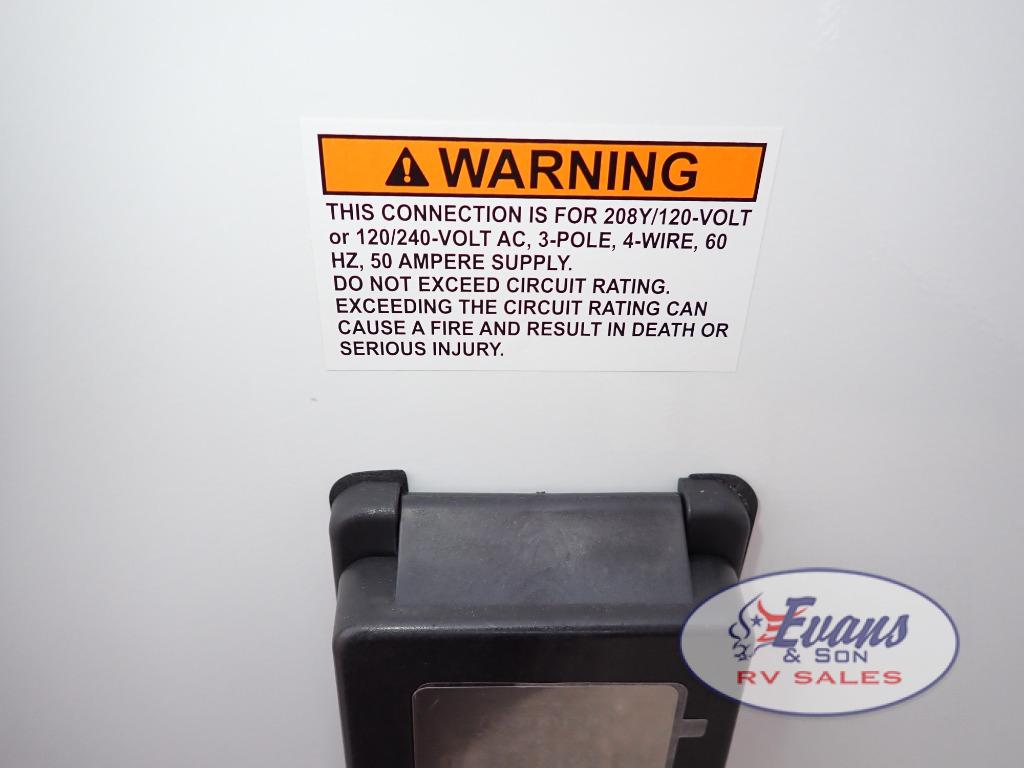 WARNING
THIS CONNECTION IS FOR 208Y/120-VOLT
or 120/240-VOLT AC, 3-POLE, 4-WIRE, 60
HZ, 50 AMPERE SUPPLY.
DO NOT EXCEED CIRCUIT RATING.
EXCEEDING THE CIRCUIT RATING CAN
CAUSE A FIRE AND RESULT IN DEATH OR
SERIOUS INJURY.
Evans
& SON
RV SALES